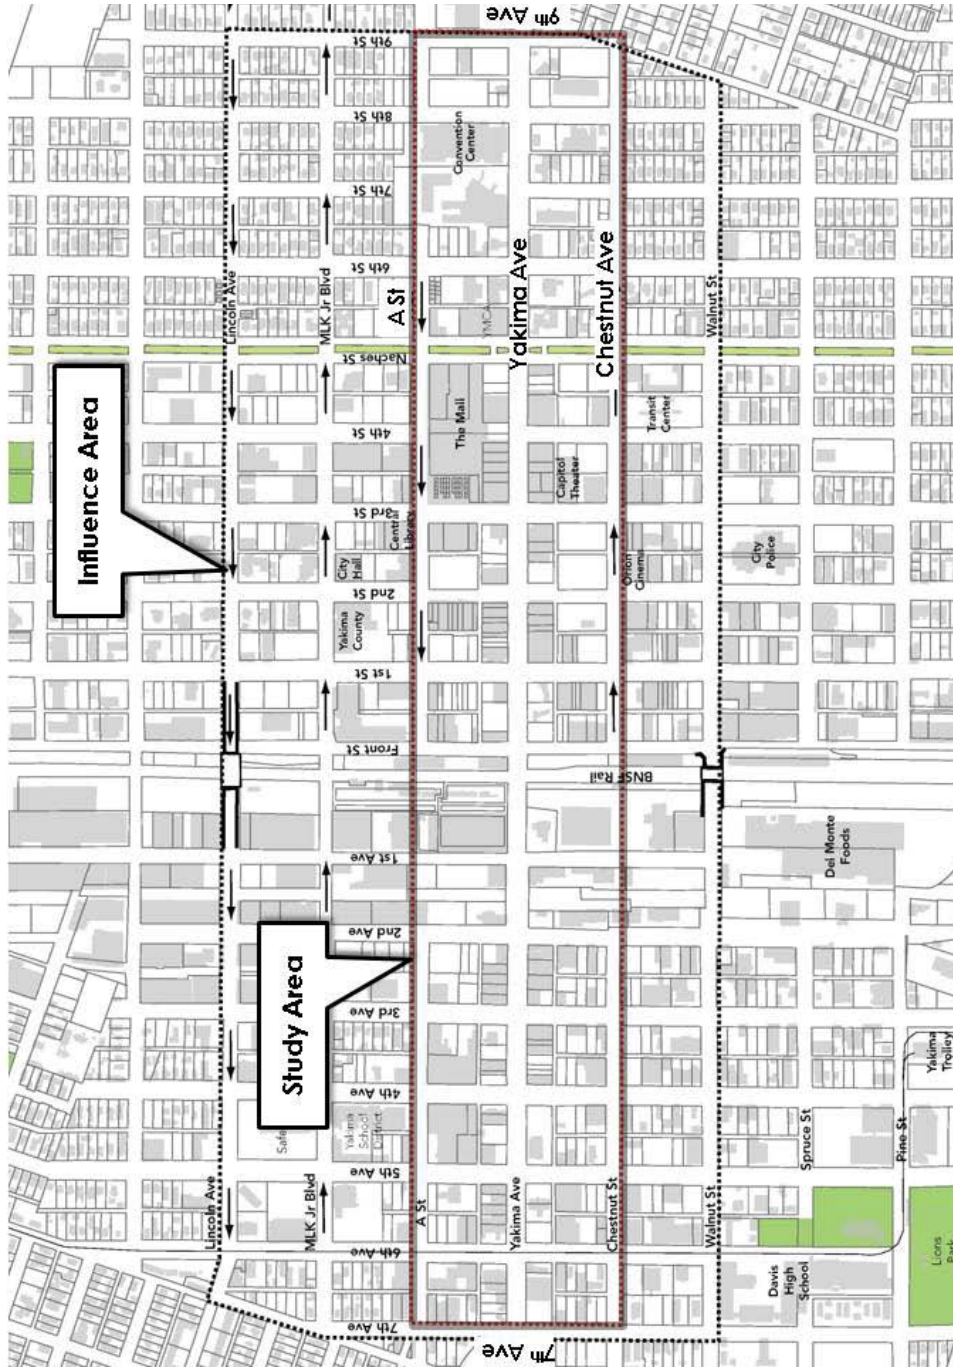 Influence Area
Study Area
Lincoln Ave
Lincoln Ave
MLK Jr Blvd
MLK Jr Blvd
Safe
Yakima
School
District
Yakima
County
City
Hall
Central
Library
7th Ave
6th Ave
5th Ave
4th Ave
3rd Ave
2nd Ave
1st Ave
Front St
1st St
2nd St
3rd St
4th St
Naches St
6th St
7th St
8th St
9th St
A St
A St
The Mall
YMCA
Convention
Center
7th Ave
Yakima Ave
Yakima Ave
9th Ave
Capitol
Theater
Chestnut St
Chestnut Ave
BNSF Rail
Orion
Cinema
Transit
Center
Walnut St
Walnut St
Davis
High
School
City
Police
Spruce St
Del Monte
Foods
Pine St
Yakima
Trolley
Lions
Park